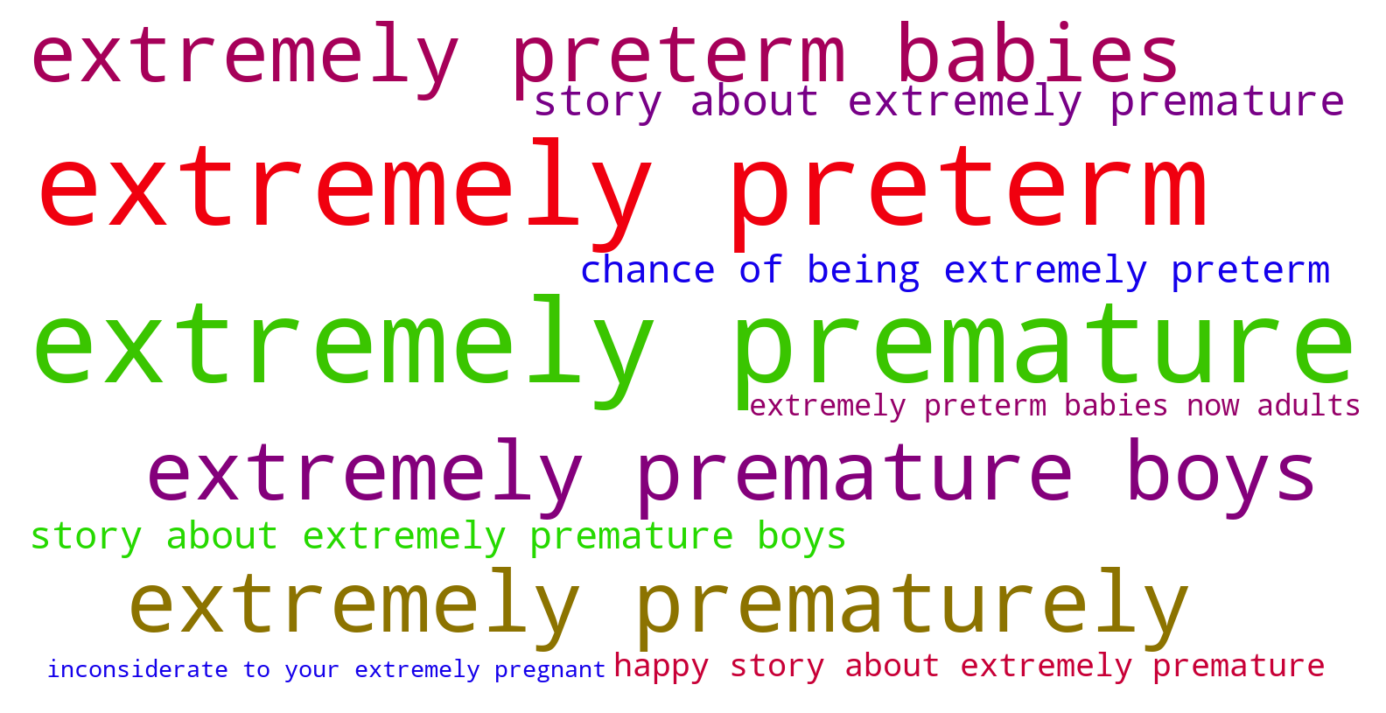 extremely preterm babies
story about extremely premature
extremely preterm
chance of being extremely preterm
extremely premature
extremely preterm babies now adults
extremely premature boys
story about extremely premature boys
extremely prematurely
inconsiderate to your extremely pregnant
happy story about extremely premature